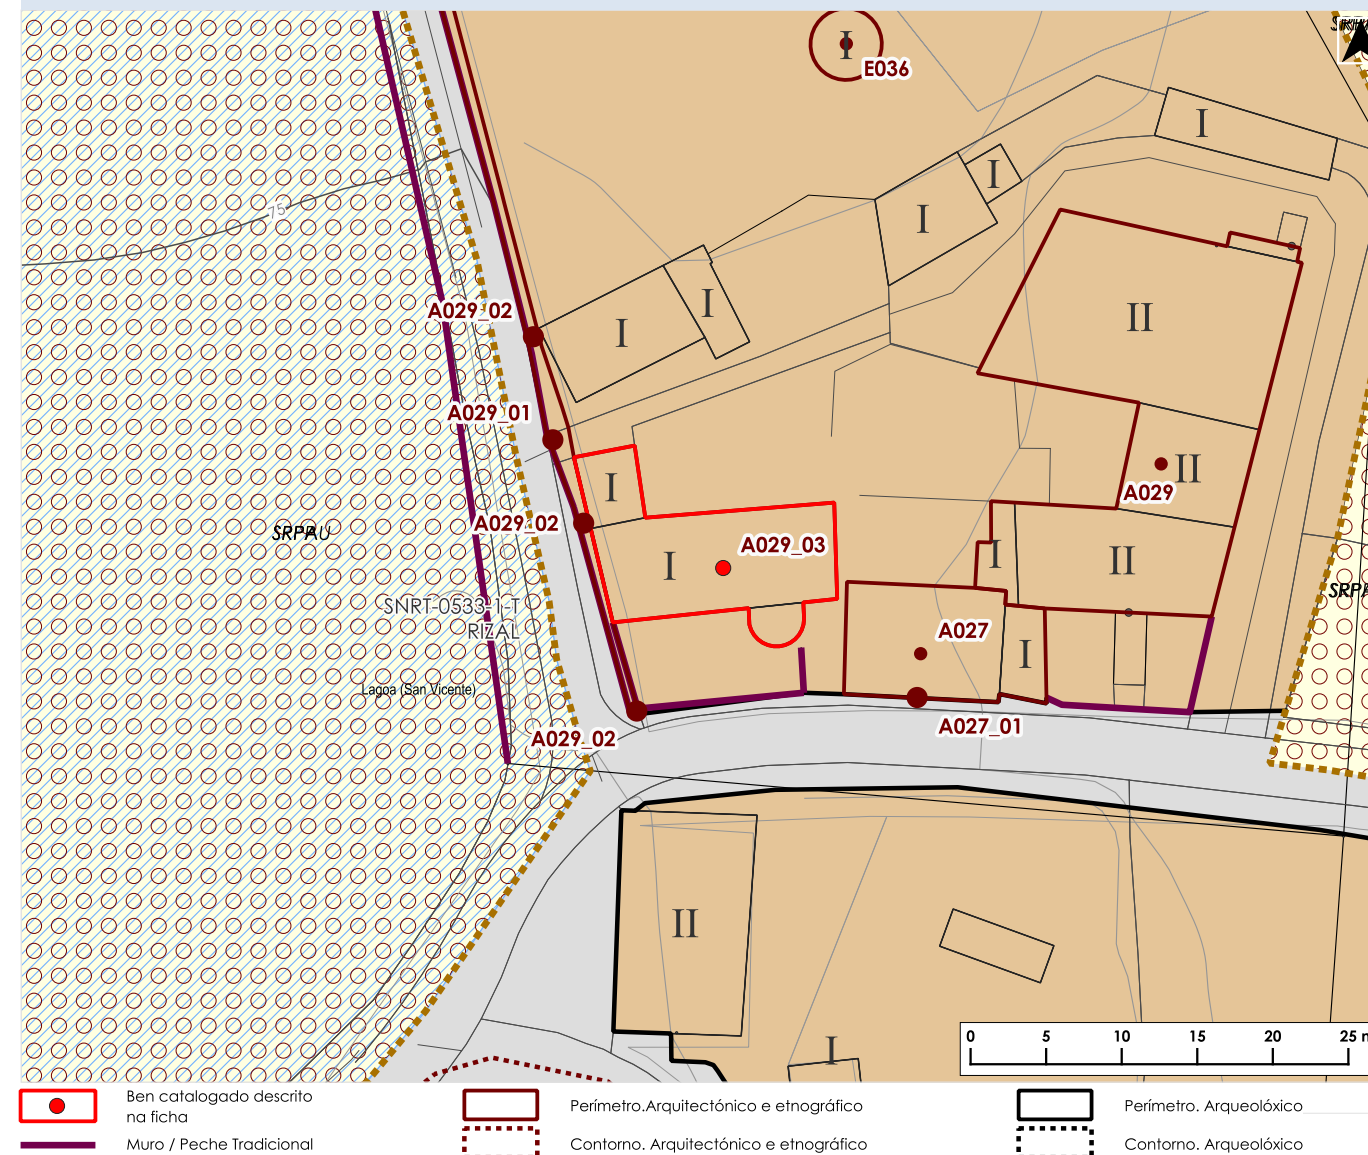 I
E036
I
I
I
75
A029_02
I
I
II
A029_01
I
A029_02
A029_03
I
II
A029
I
II
SNRT-0533-1-T
RIZAL
A027
I
Lagoa (San Vicente)
A029_02
A027_01
II
I
0 5 10 15 20 25 m
Ben catalogado descrito
na ficha
Perímetro.Arquitectónico e etnográfico
Perímetro. Arqueolóxico
Muro / Peche Tradicional
Contorno. Arquitectónico e etnográfico
Contorno. Arqueolóxico